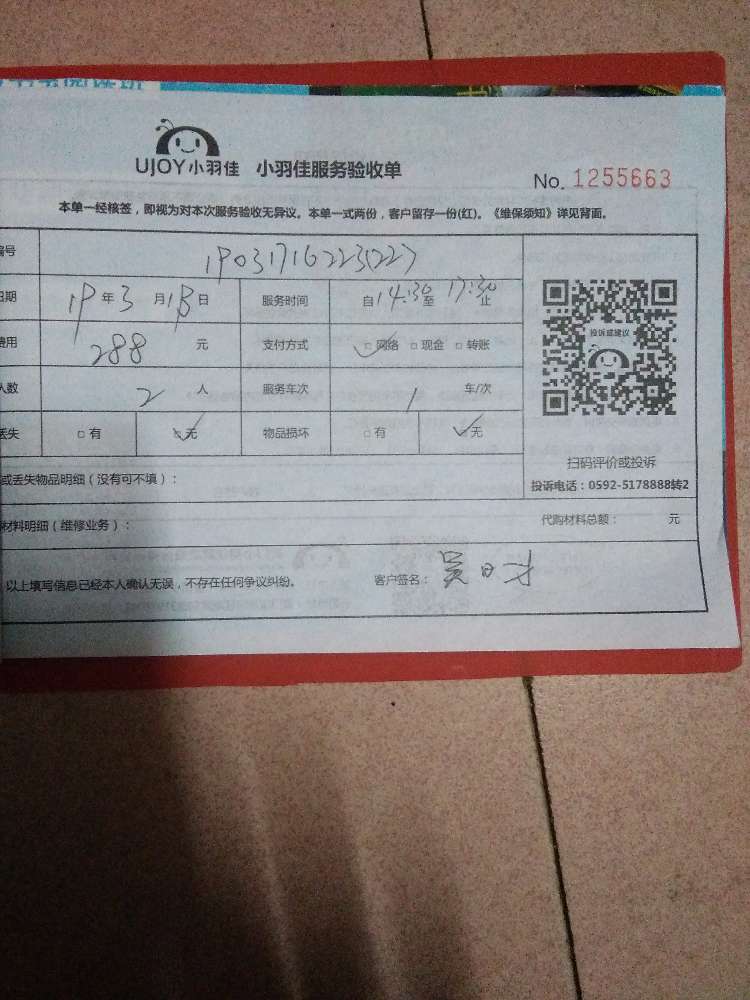 UJOY小羽佳 小羽佳服务验收单
No. 1255663
本单一经核签，即视为对本次服务验收无异议。本单一式两份，客户留存一份(红)。《维保须知》详见背面。
编号 190317162235227
日期 19年3月18日 服务时间 自14:30至17:30止
费用 288 元 支付方式 □网络 □现金 □转账
人数 2 人 服务车次 1 车/次
丢失 □有 □无 物品损坏 □有 □无
投诉或建议
扫码评价或投诉
投诉电话：0592-5178888转2
或丢失物品明细（没有可不填）：
材料明细（维修业务）： 代购材料总额： 元
以上填写信息已经本人确认无误，不存在任何争议纠纷。 客户签名：吴日才